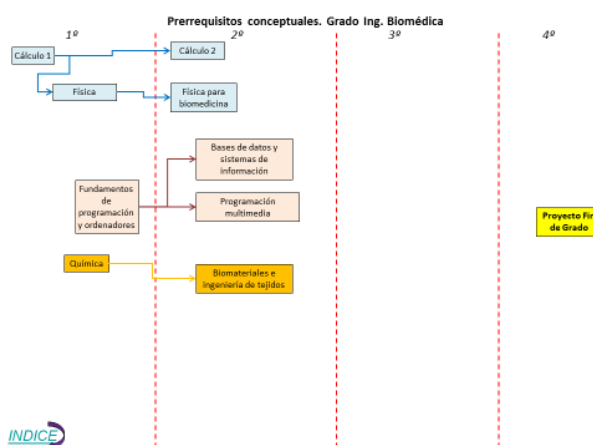 Prerrequisitos conceptuales. Grado Ing. Biomédica
1º
2º
3º
4º
Cálculo 1
Cálculo 2
Física
Física para
biomedicina
Bases de datos y
sistemas de
información
Fundamentos
de
programación
y ordenadores
Programación
multimedia
Proyecto Fin
de Grado
Química
Biomateriales e
ingeniería de tejidos
INDICE